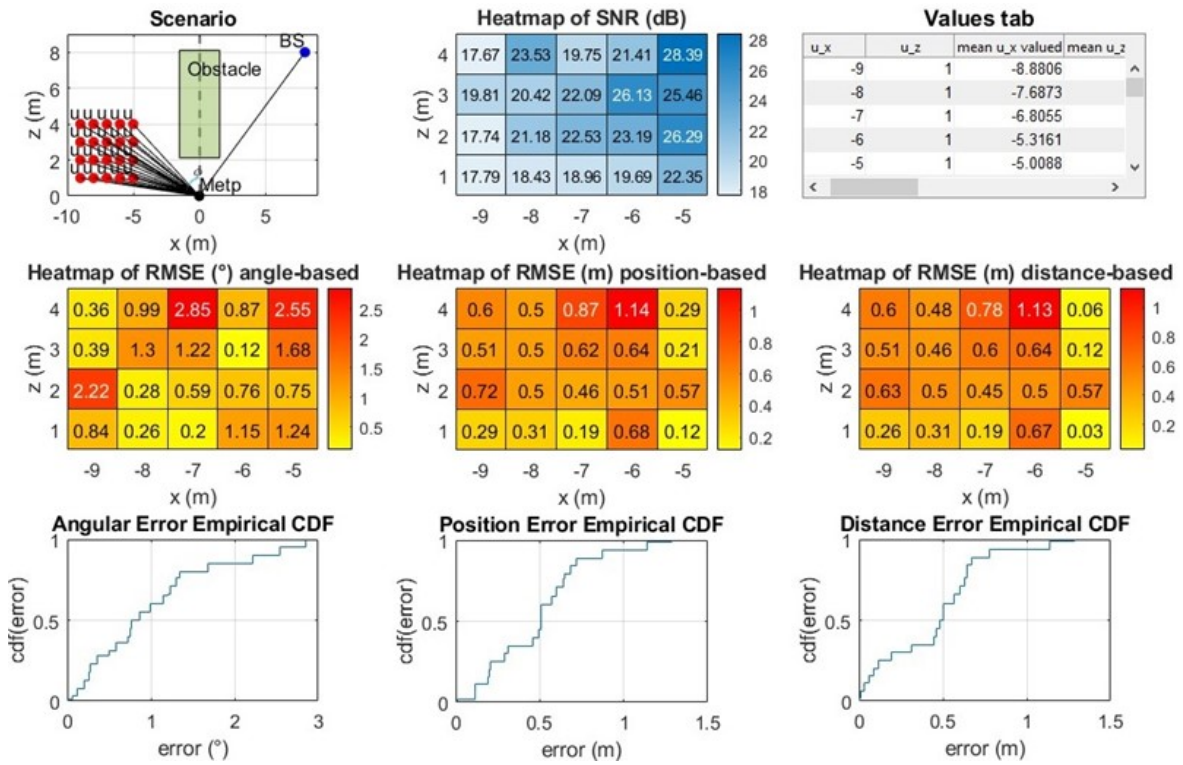 Scenario
BS
Obstacle
U U U U U
U U U U U
U U U U U
U U U U U
Metp
8
6
4
2
0
z (m)
-10 -5 0 5
x (m)
Heatmap of SNR (dB)
4 17.67 23.53 19.75 21.41 28.39
3 19.81 20.42 22.09 26.13 25.46
2 17.74 21.18 22.53 23.19 26.29
1 17.79 18.43 18.96 19.69 22.35
z (m)
-9 -8 -7 -6 -5
x (m)
28
26
24
22
20
18
Values tab
u_x u_z mean u_x valued mean u_z
-9 1 -8.8806
-8 1 -7.6873
-7 1 -6.8055
-6 1 -5.3161
-5 1 -5.0088
Heatmap of RMSE (°) angle-based
4 0.36 0.99 2.85 0.87 2.55
3 0.39 1.3 1.22 0.12 1.68
2 2.22 0.28 0.59 0.76 0.75
1 0.84 0.26 0.2 1.15 1.24
z (m)
-9 -8 -7 -6 -5
x (m)
2.5
2
1.5
1
0.5
Heatmap of RMSE (m) position-based
4 0.6 0.5 0.87 1.14 0.29
3 0.51 0.5 0.62 0.64 0.21
2 0.72 0.5 0.46 0.51 0.57
1 0.29 0.31 0.19 0.68 0.12
z (m)
-9 -8 -7 -6 -5
x (m)
1
0.8
0.6
0.4
0.2
Heatmap of RMSE (m) distance-based
4 0.6 0.48 0.78 1.13 0.06
3 0.51 0.46 0.6 0.64 0.12
2 0.63 0.5 0.45 0.5 0.57
1 0.26 0.31 0.19 0.67 0.03
z (m)
-9 -8 -7 -6 -5
x (m)
1
0.8
0.6
0.4
0.2
Angular Error Empirical CDF
1
0.5
0
cdf(error)
0 1 2 3
error (°)
Position Error Empirical CDF
1
0.5
0
cdf(error)
0 0.5 1 1.5
error (m)
Distance Error Empirical CDF
1
0.5
0
cdf(error)
0 0.5 1 1.5
error (m)